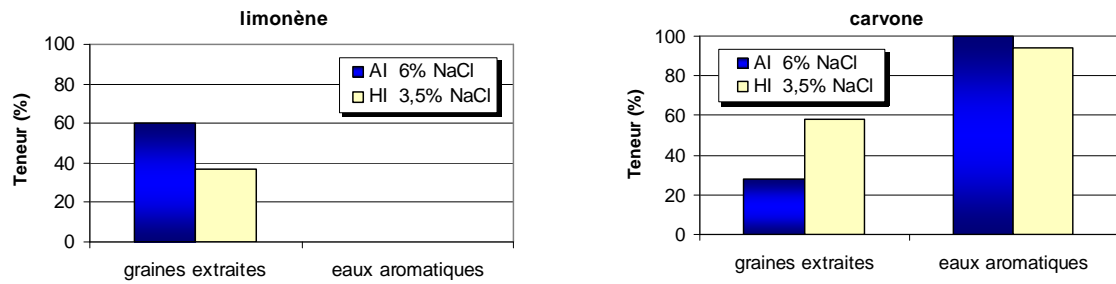 limonène
100
80
60
40
20
0
Teneur (%)
AI 6% NaCl
HI 3,5% NaCl
graines extraites eaux aromatiques
carvone
100
80
60
40
20
0
Teneur (%)
AI 6% NaCl
HI 3,5% NaCl
graines extraites eaux aromatiques